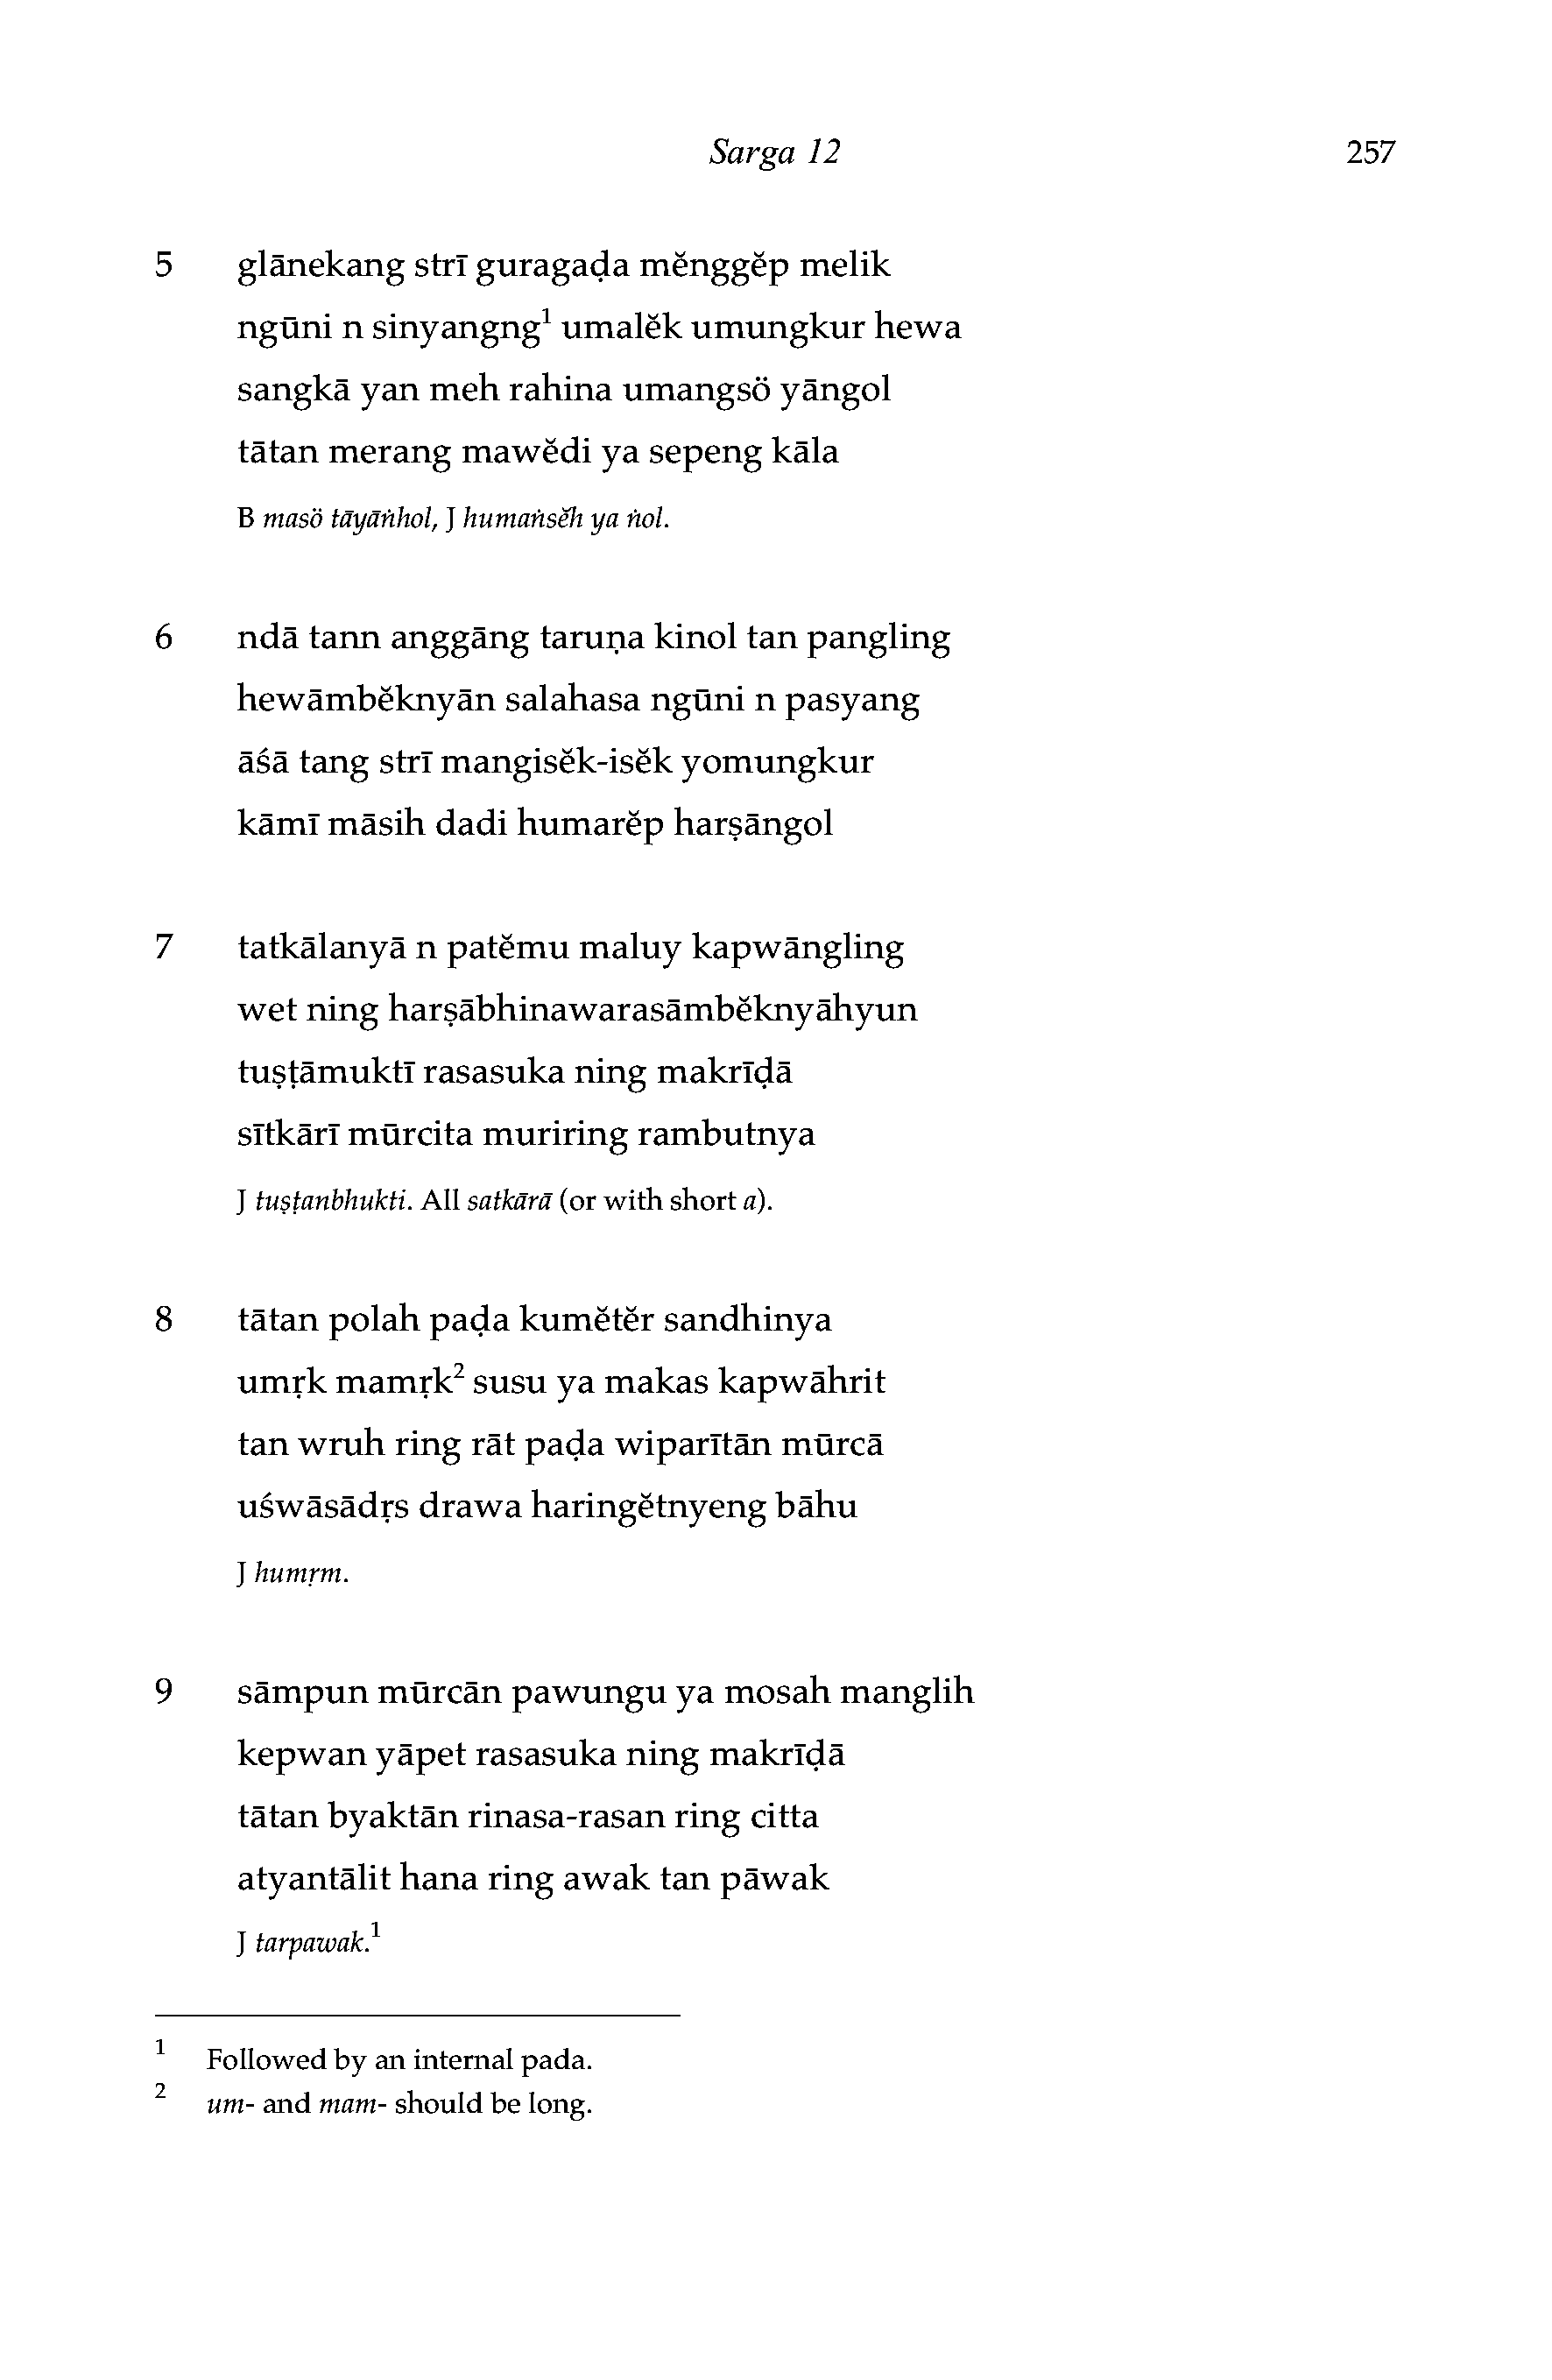 Sarga 12 257
5 glānekang strī guragaḍa mĕnggĕp melik
ngūni n sinyangng¹ umalĕk umungkur hewa
sangkā yan meh rahina umangsö yāngol
tātan merang mawĕdi ya sepeng kāla
B masö tāyāṅhol, J humaṅsĕh ya ṅol.
6 ndā tann anggāng taruṇa kinol tan pangling
hewāmbĕknyān salahasa ngūni n pasyang
āśā tang strī mangisĕk-isĕk yomungkur
kāmī māsih dadi humarĕp harṣāngol
7 tatkālanyā n patĕmu maluy kapwāngling
wet ning harṣābhinawarasāmbĕknyāhyun
tuṣṭāmuktī rasasuka ning makrīḍā
sītkārī mūrcita muriring rambutnya
J tuṣṭanbhukti. All satkārā (or with short a).
8 tātan polah paḍa kumĕtĕr sandhinya
umṛk mamṛk² susu ya makas kapwāhrit
tan wruh ring rāt paḍa wiparītān mūrcā
uśwāsādṛs drawa haringĕtnyeng bāhu
J humṛm.
9 sāmpun mūrcān pawungu ya mosah manglih
kepwan yāpet rasasuka ning makrīḍā
tātan byaktān rinasa-rasan ring citta
atyantālit hana ring awak tan pāwak
J tarpawak.¹
¹ Followed by an internal pada.
² um- and mam- should be long.